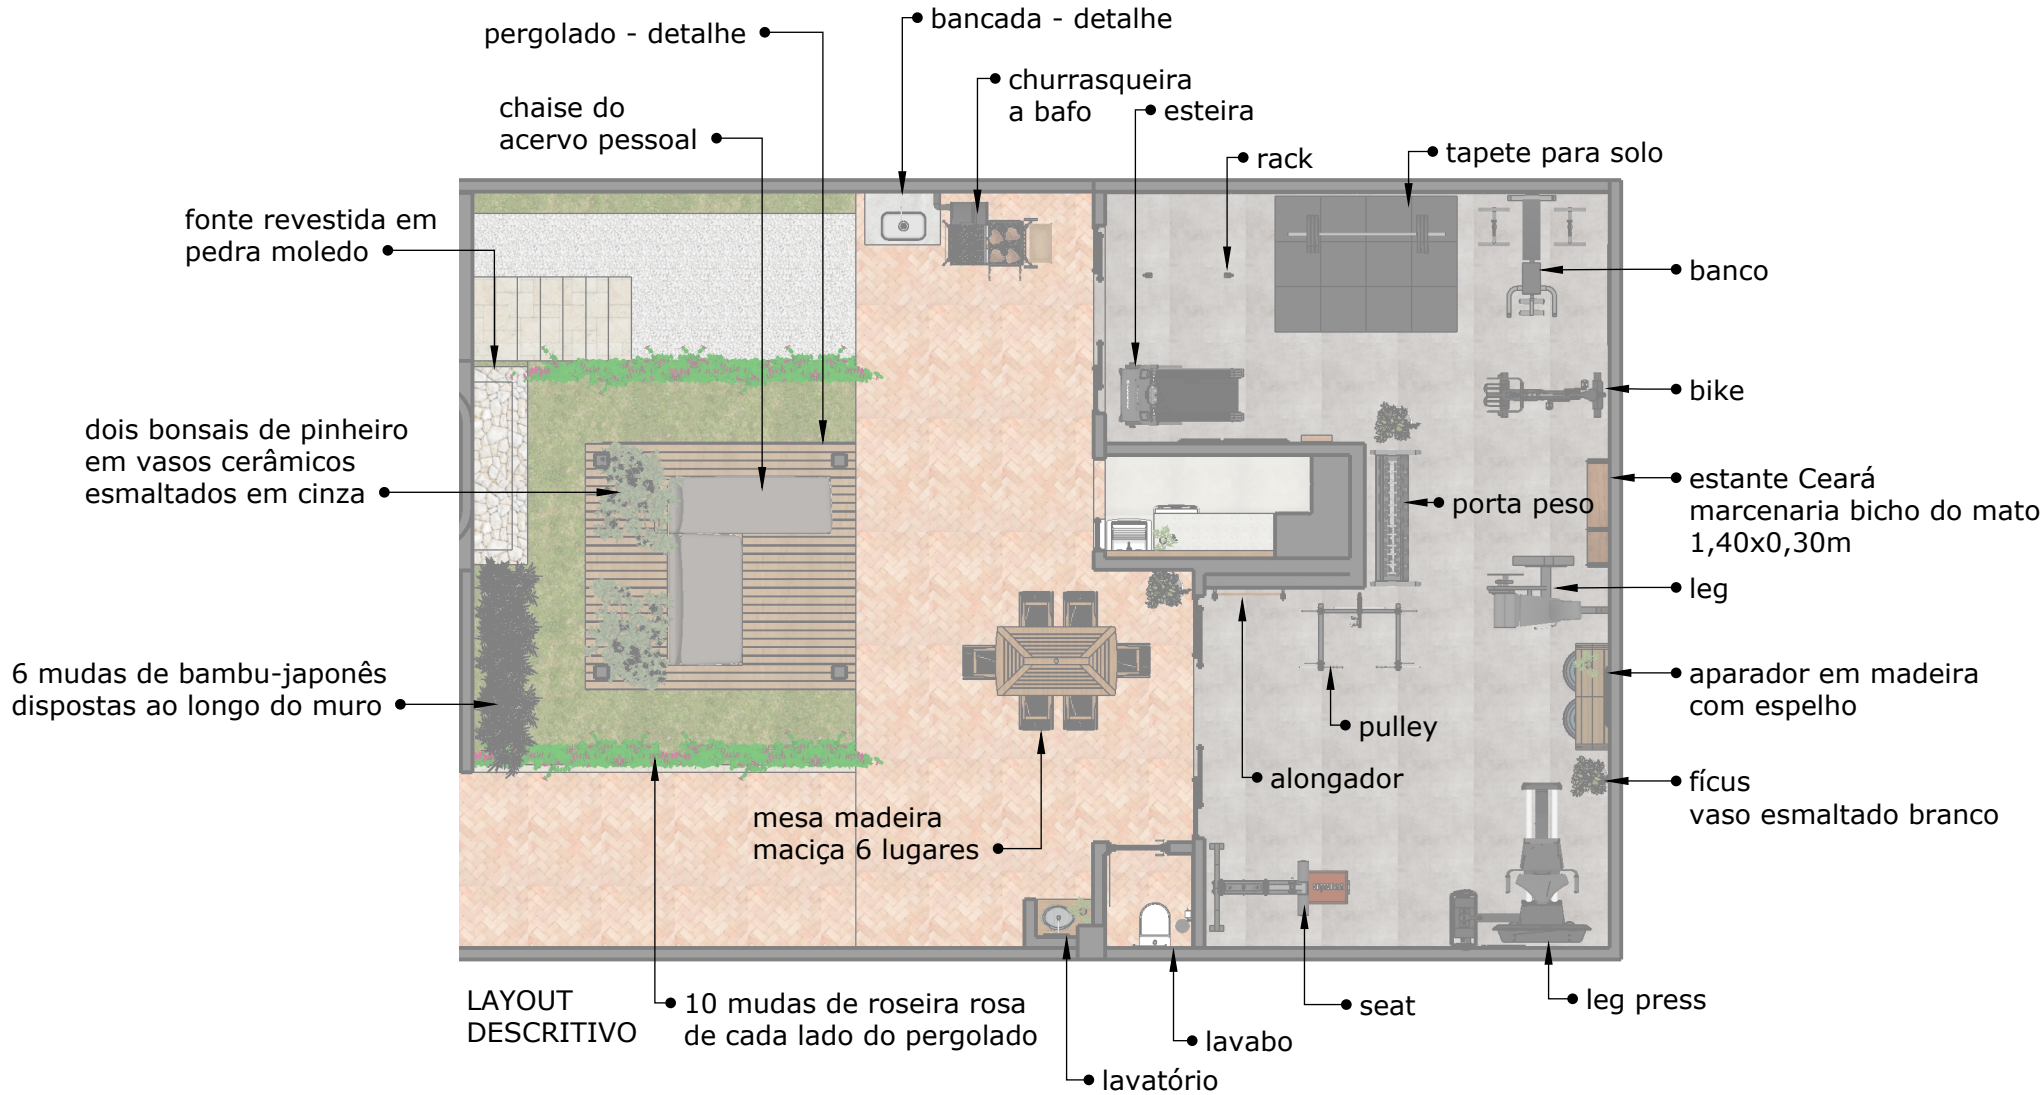 bancada - detalhe
pergolado - detalhe
churrasqueira
a bafo
chaise do
acervo pessoal
esteira
rack
tapete para solo
fonte revestida em
pedra moledo
banco
bike
dois bonsais de pinheiro
em vasos cerâmicos
esmaltados em cinza
porta peso
estante Ceará
marcenaria bicho do mato
1,40x0,30m
leg
6 mudas de bambu-japonês
dispostas ao longo do muro
aparador em madeira
com espelho
pulley
alongador
fícus
vaso esmaltado branco
mesa madeira
maciça 6 lugares
LAYOUT
DESCRITIVO
10 mudas de roseira rosa
de cada lado do pergolado
seat
leg press
lavabo
lavatório